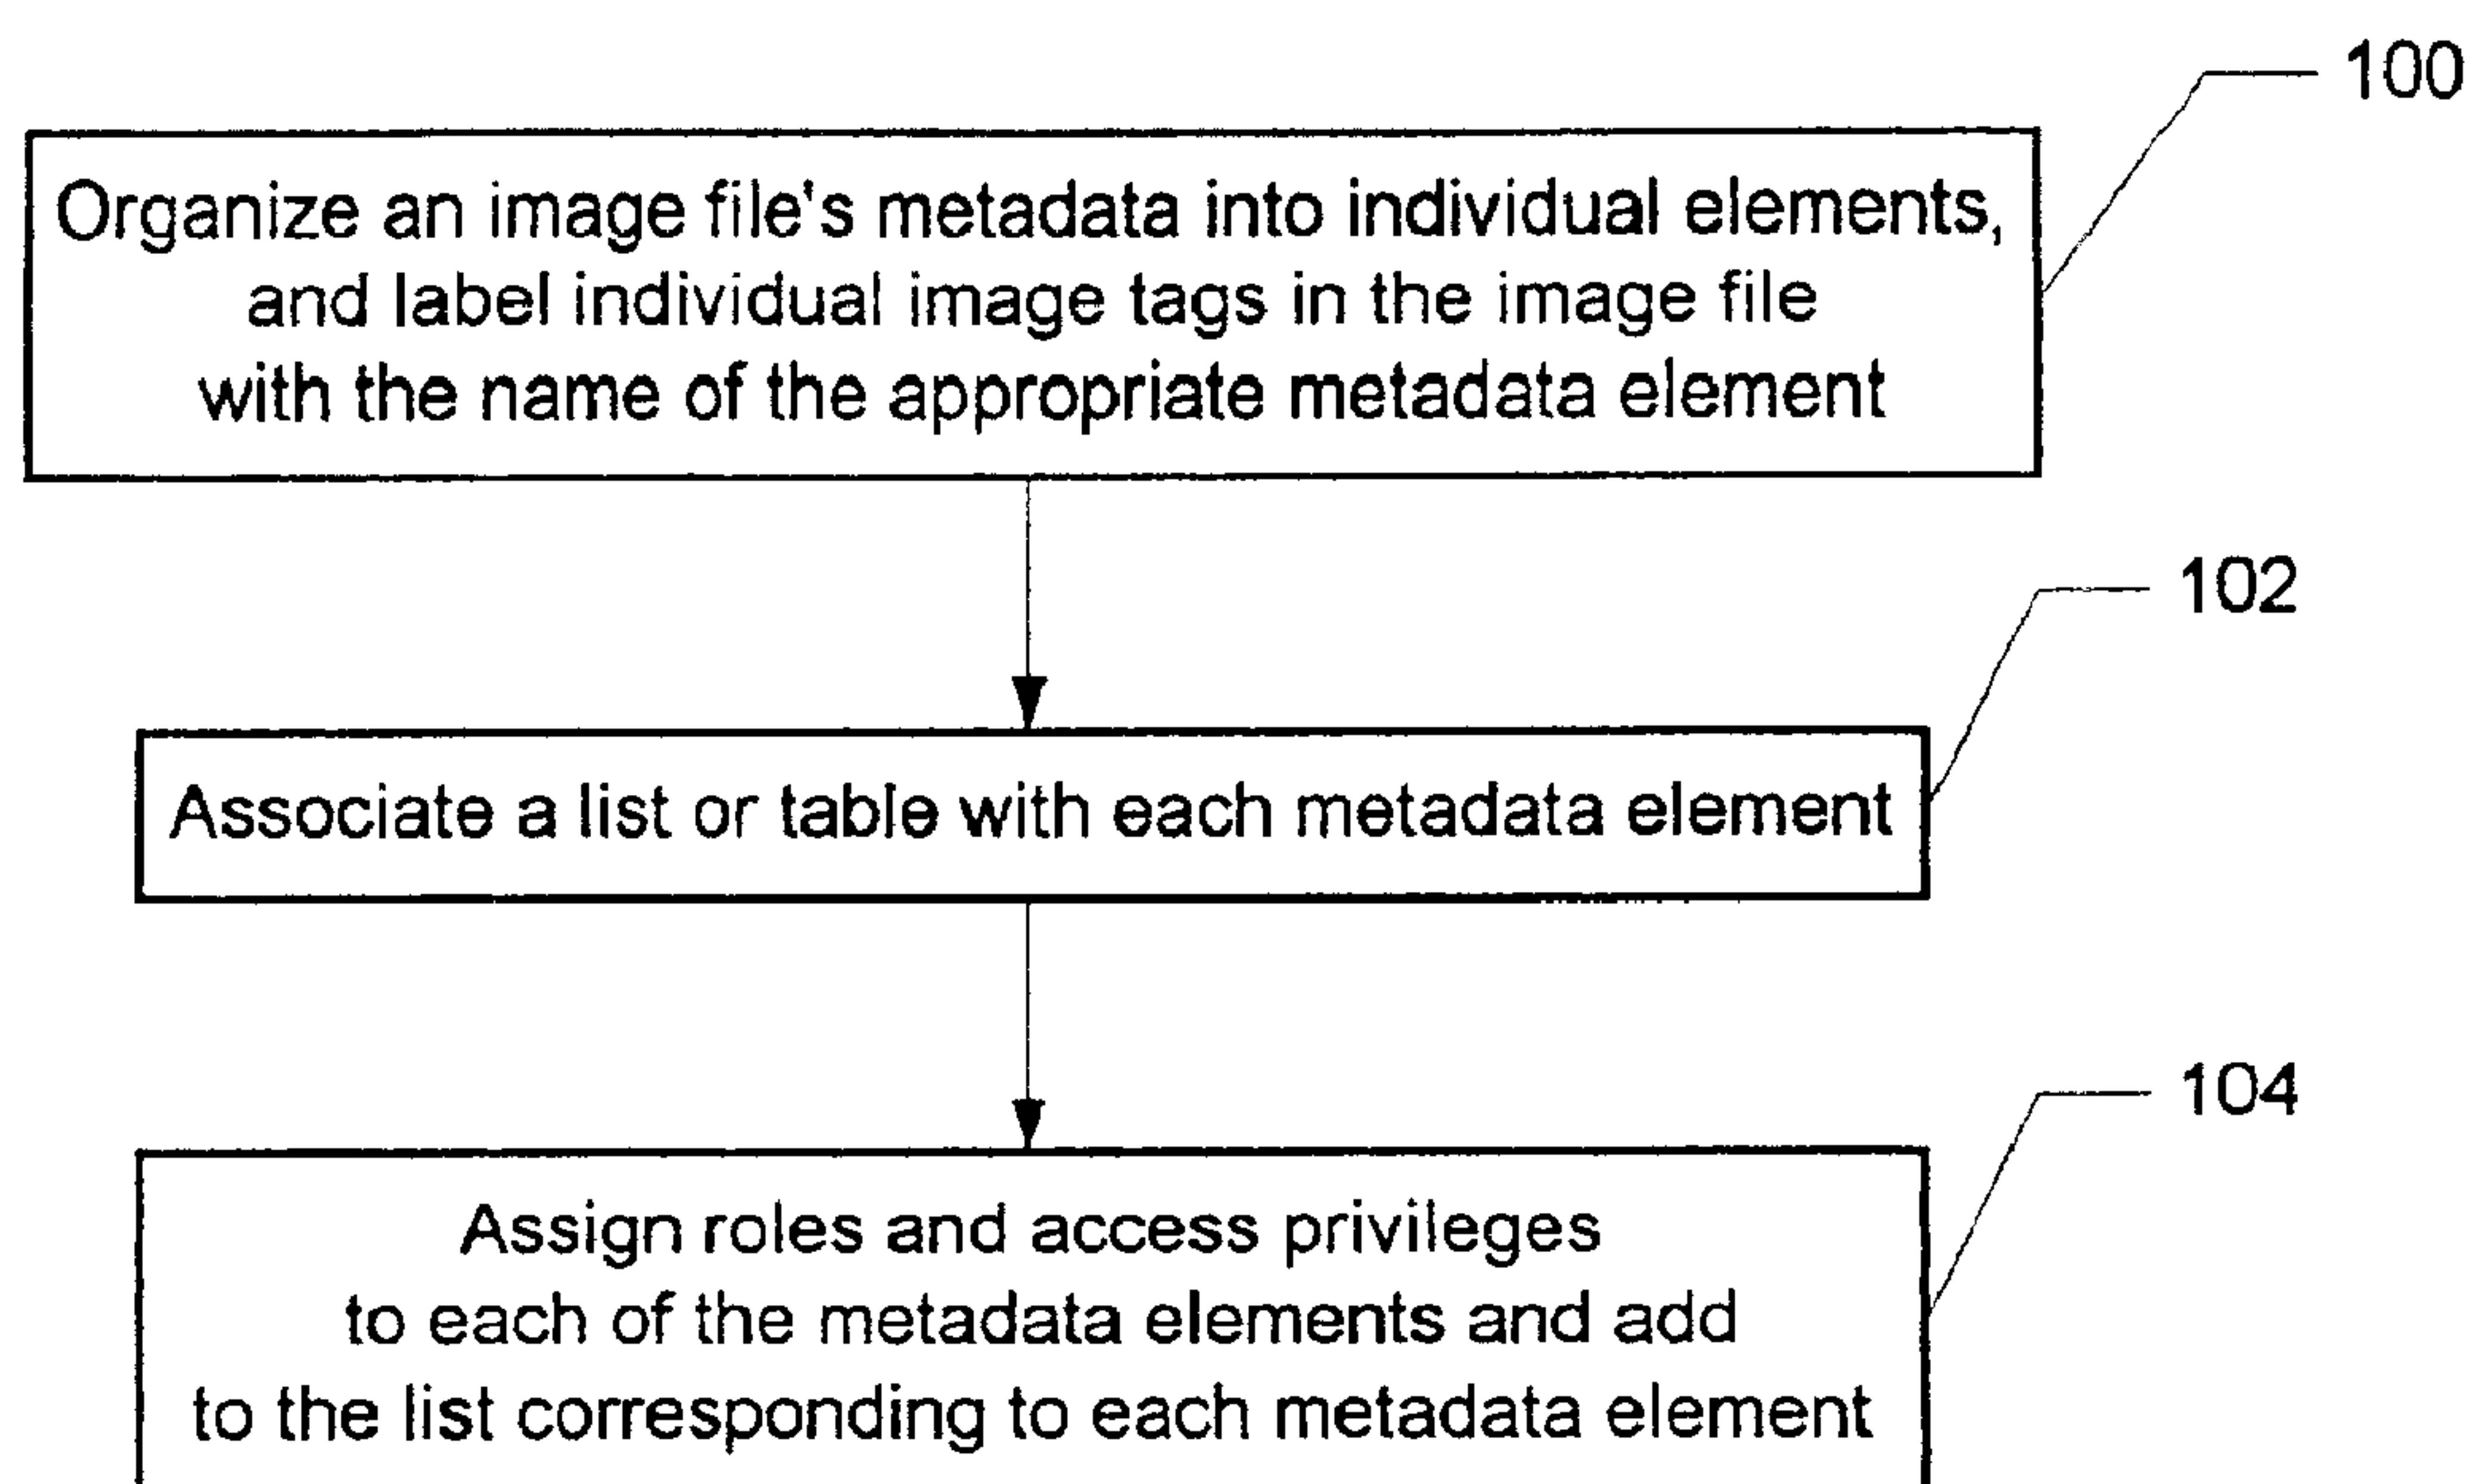 100
Organize an image file's metadata into individual elements,
and label individual image tags in the image file
with the name of the appropriate metadata element
102
Associate a list or table with each metadata element
104
Assign roles and access privileges
to each of the metadata elements and add
to the list corresponding to each metadata element